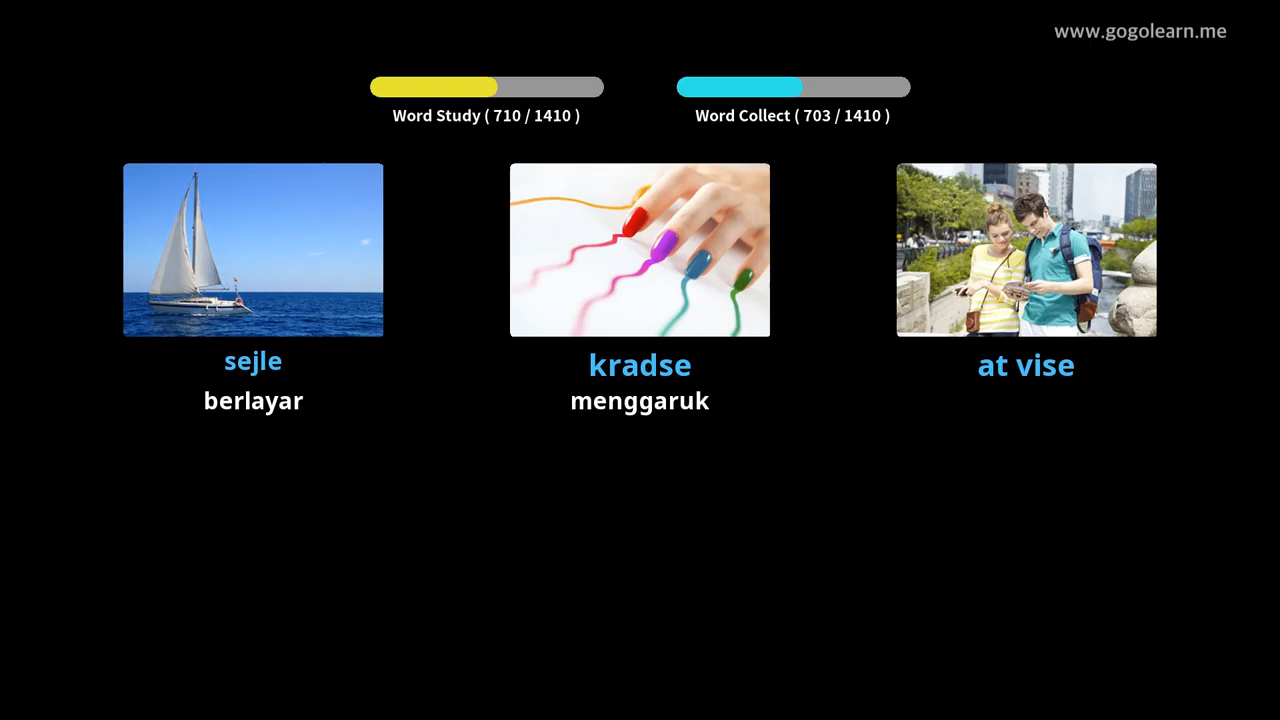 www.gogolearn.me
Word Study ( 710 / 1410 )
Word Collect ( 703 / 1410 )
sejle
berlayar
kradse
menggaruk
at vise